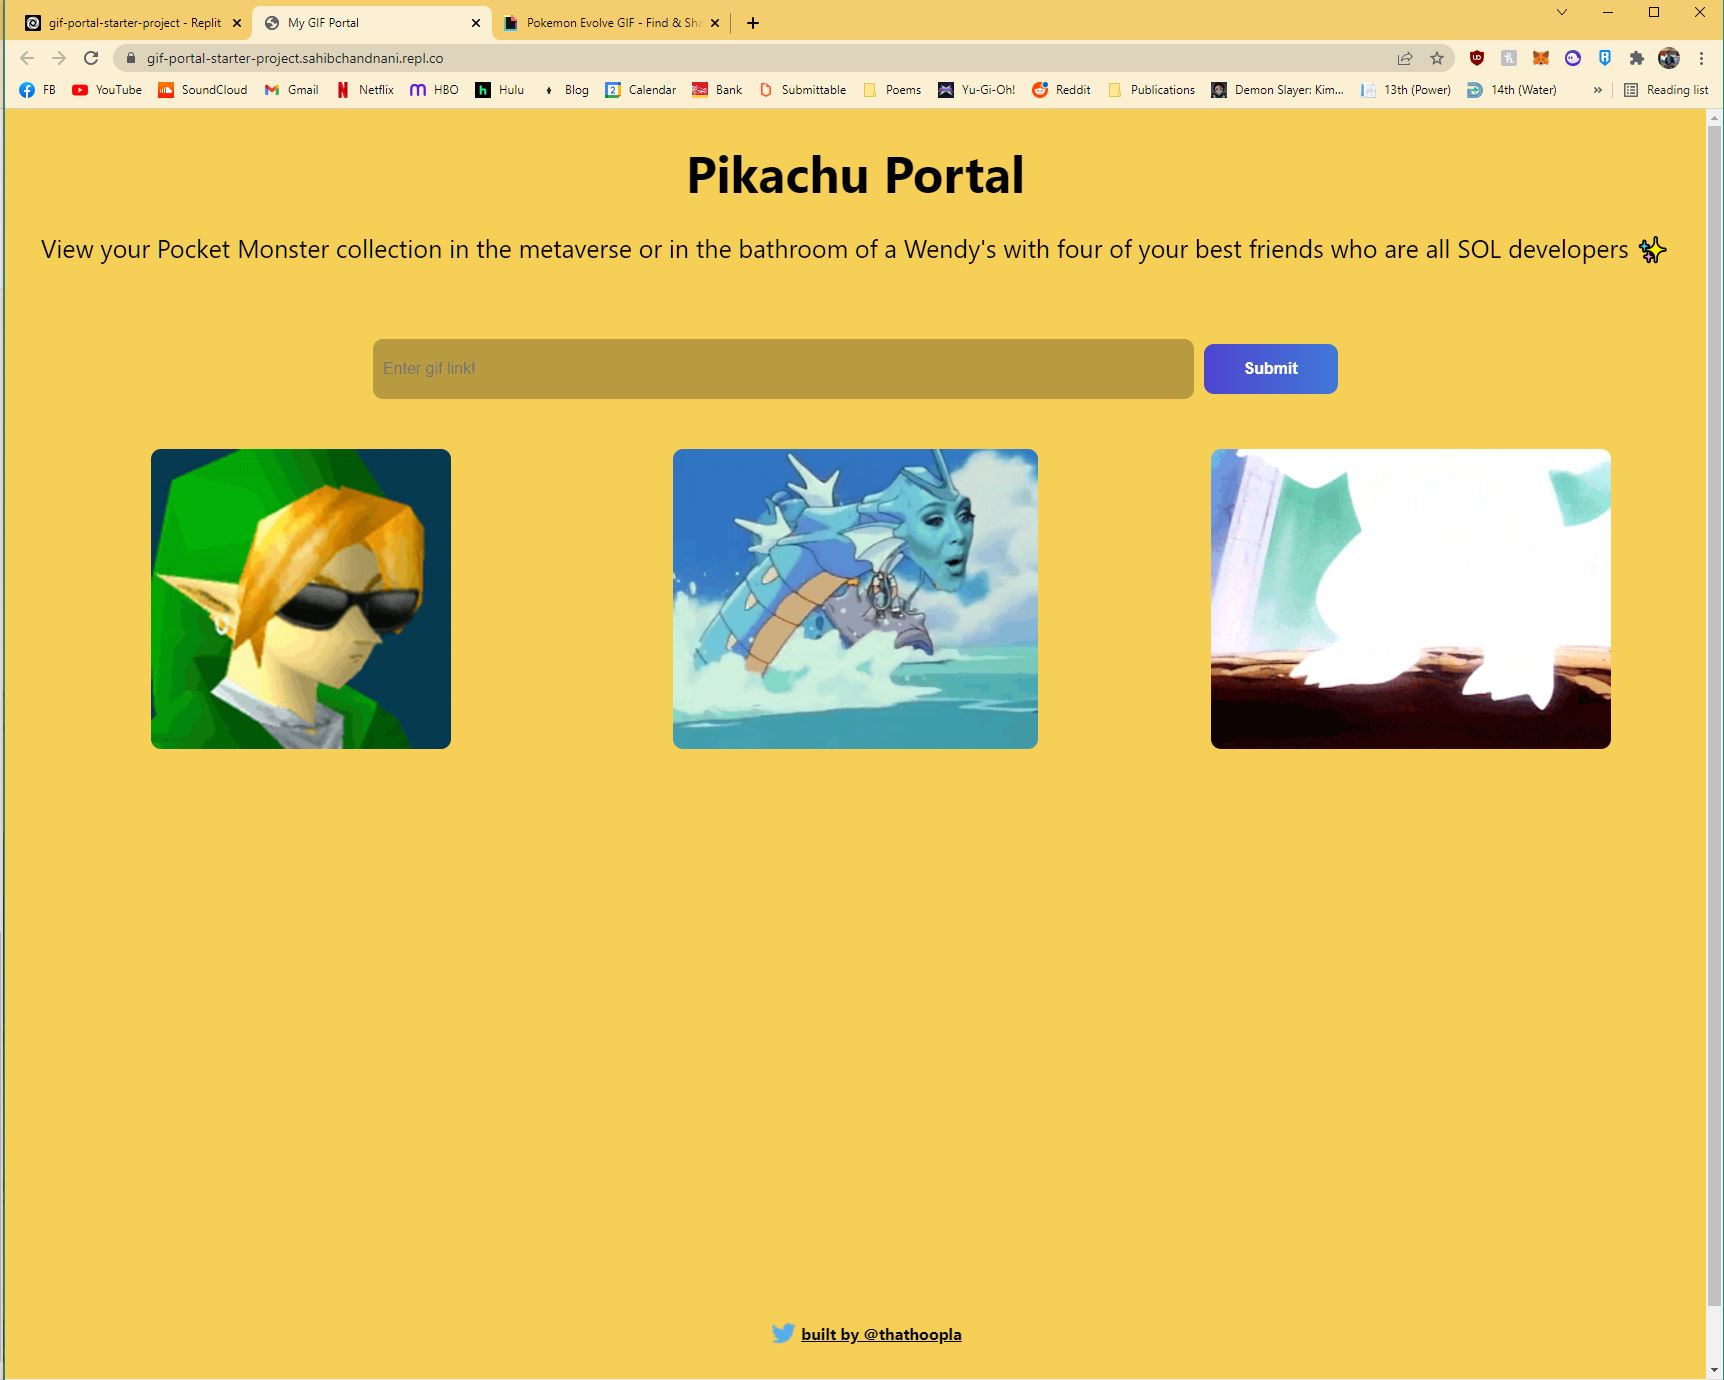 gif-portal-starter-project - Replit
My GIF Portal
Pokemon Evolve GIF - Find & Sha
gif-portal-starter-project.sahibchandnani.repl.co
FB YouTube SoundCloud Gmail Netflix HBO Hulu Blog Calendar Bank Submittable Poems Yu-Gi-Oh! Reddit Publications Demon Slayer: Kim... 13th (Power) 14th (Water) » Reading list
Pikachu Portal
View your Pocket Monster collection in the metaverse or in the bathroom of a Wendy's with four of your best friends who are all SOL developers ✨
Enter gif link!
Submit
built by @thathoopla